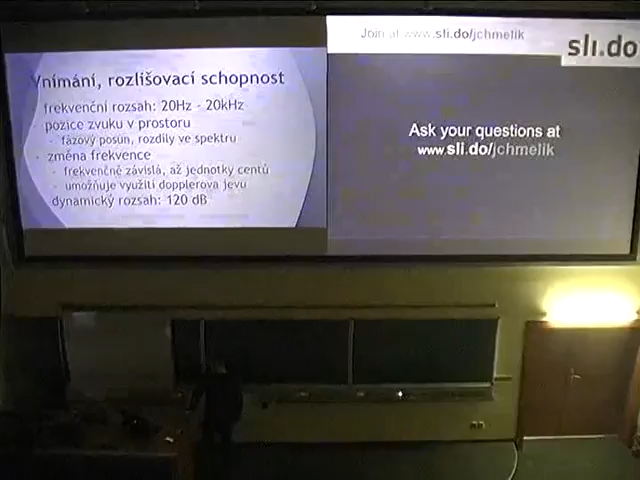 Vnímání, rozlišovací schopnost
frekvenční rozsah: 20Hz - 20kHz
- pozice zvuku v prostoru
- fázový posun, rozdíly ve spektru
- změna frekvence
- frekvenčně závislá, až jednotky centů
- umožňuje využití dopplerova jevu
dynamický rozsah: 120 dB
Join at www.sli.do/jchmelik
sli.do
Ask your questions at
www.sli.do/jchmelik